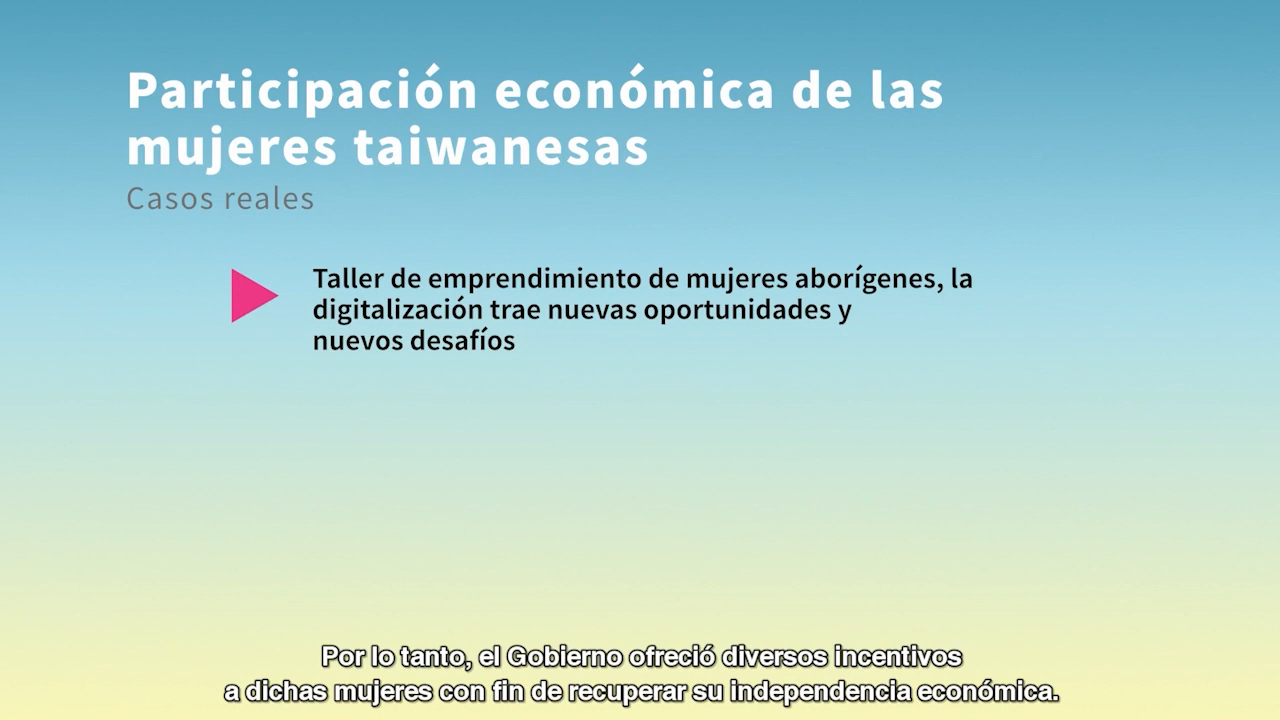 Participación económica de las
mujeres taiwanesas
Casos reales
Taller de emprendimiento de mujeres aborígenes, la
digitalización trae nuevas oportunidades y
nuevos desafíos
Por lo tanto, el Gobierno ofreció diversos incentivos
a dichas mujeres con fin de recuperar su independencia económica.